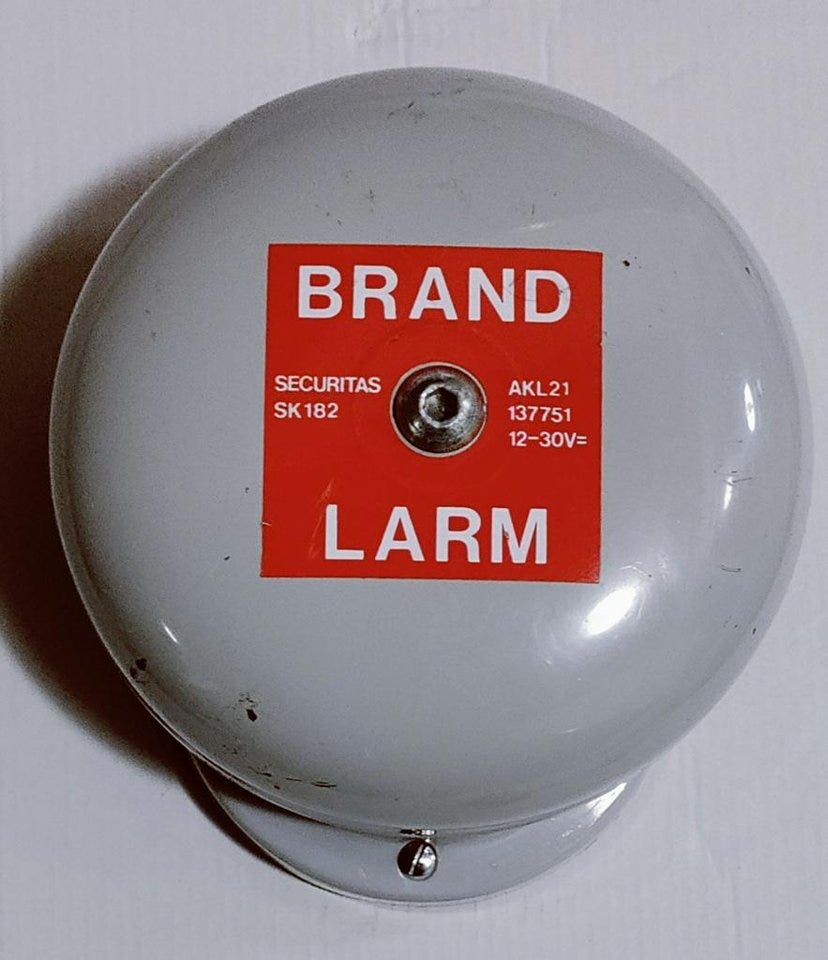 BRAND
SECURITAS
SK182
AKL21
137751
12-30V=
LARM